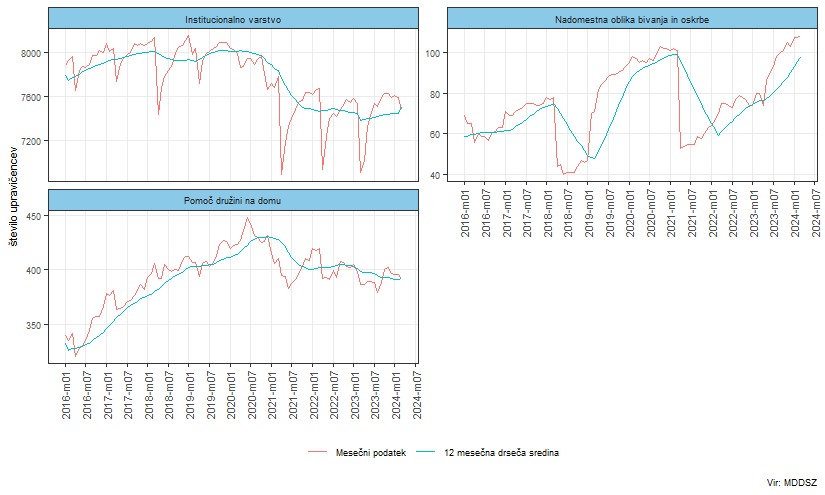 Institucionalno varstvo
8000
7600
7200
Nadomestna oblika bivanja in oskrbe
100
80
60
40
2016-m01
2016-m07
2017-m01
2017-m07
2018-m01
2018-m07
2019-m01
2019-m07
2020-m01
2020-m07
2021-m01
2021-m07
2022-m01
2022-m07
2023-m01
2023-m07
2024-m01
2024-m07
število upravičencev
Pomoč družini na domu
450
400
350
2016-m01
2016-m07
2017-m01
2017-m07
2018-m01
2018-m07
2019-m01
2019-m07
2020-m01
2020-m07
2021-m01
2021-m07
2022-m01
2022-m07
2023-m01
2023-m07
2024-m01
2024-m07
Mesečni podatek
12 mesečna drseča sredina
Vir: MDDSZ